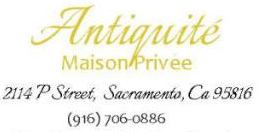 Antiquité
Maison Privée
2114 P Street, Sacramento, Ca 95816
(916) 706-0886